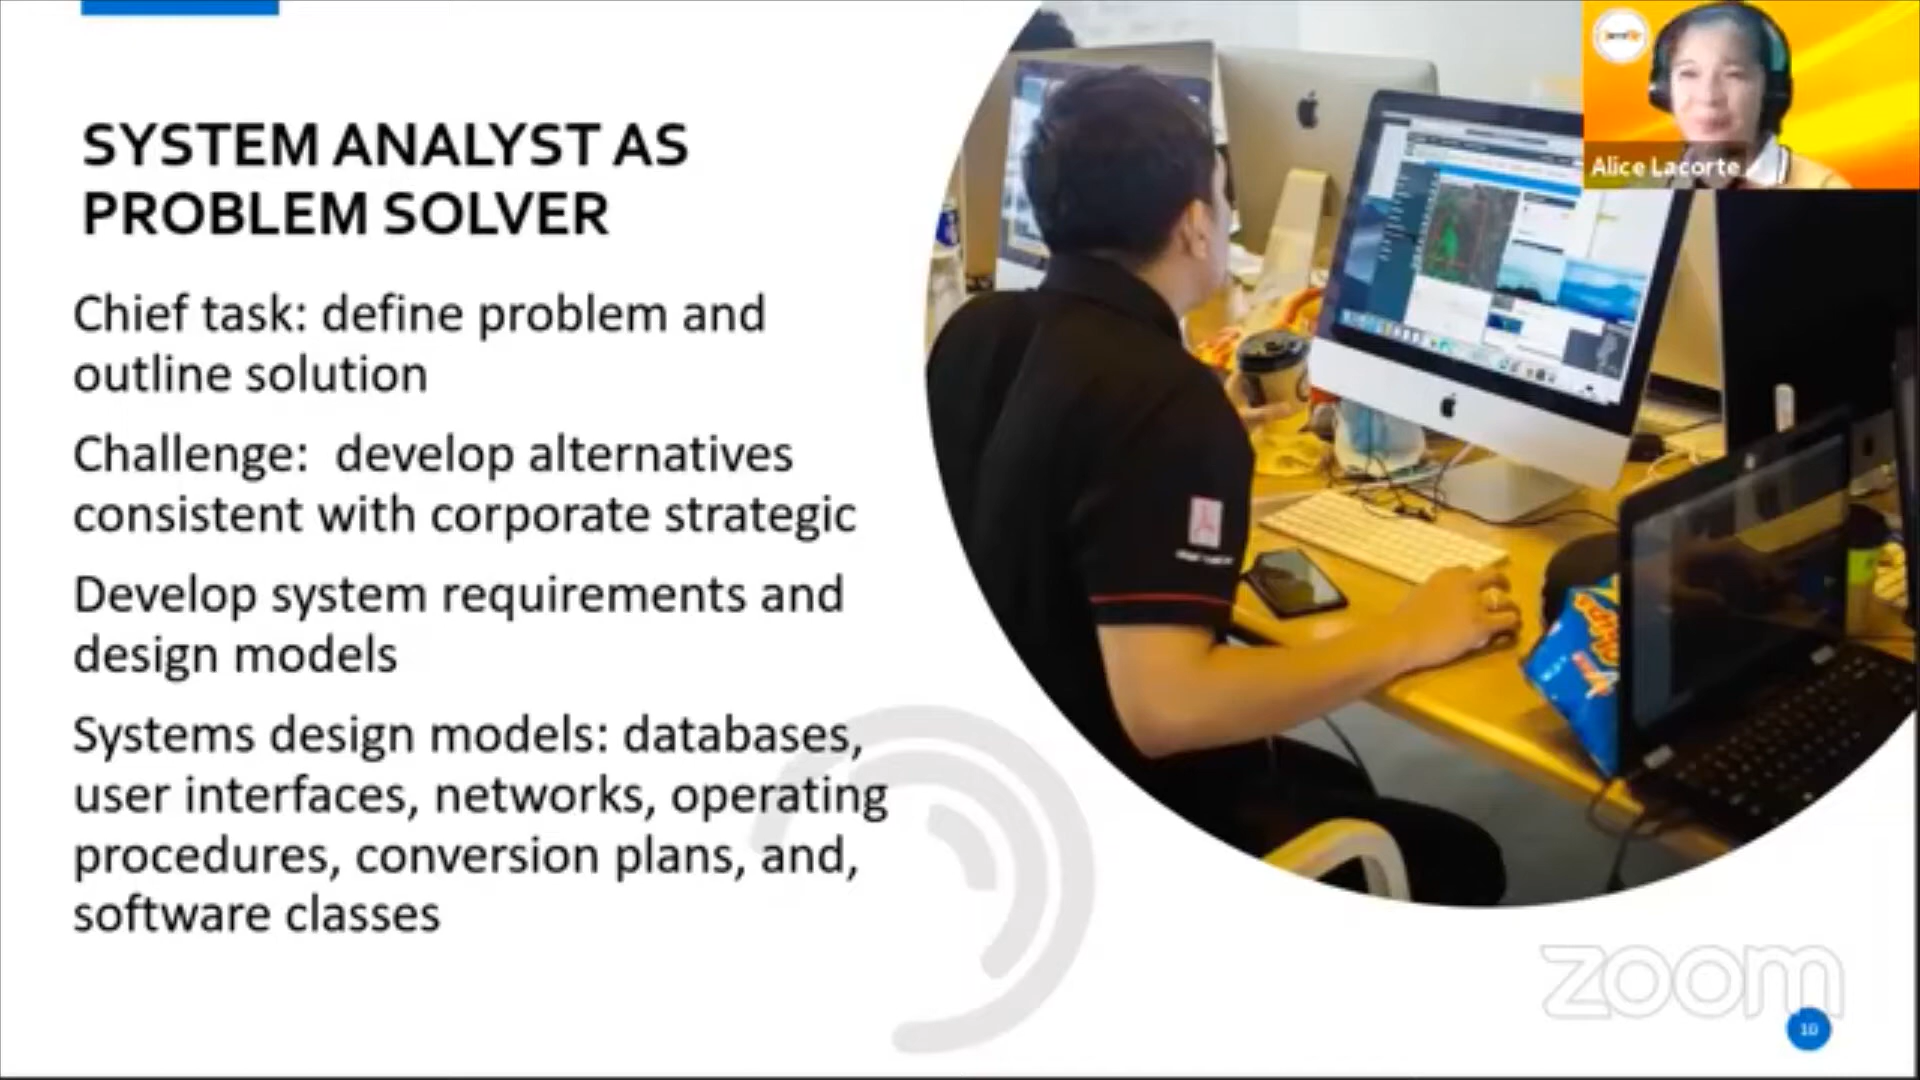 SYSTEM ANALYST AS
PROBLEM SOLVER
Chief task: define problem and
outline solution
Challenge: develop alternatives
consistent with corporate strategic
Develop system requirements and
design models
Systems design models: databases,
user interfaces, networks, operating
procedures, conversion plans, and,
software classes
Alice Lacorte
zoom
10